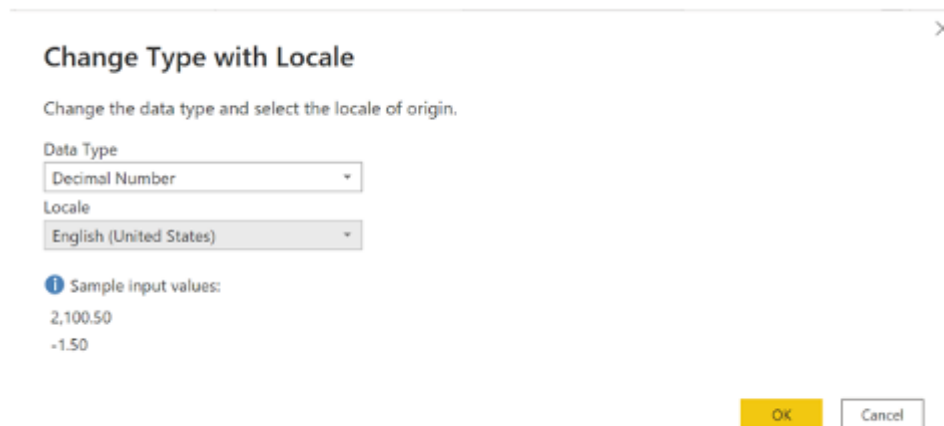 Change Type with Locale
Change the data type and select the locale of origin.
Data Type
Decimal Number
Locale
English (United States)
Sample input values:
2,100.50
-1.50
OK Cancel